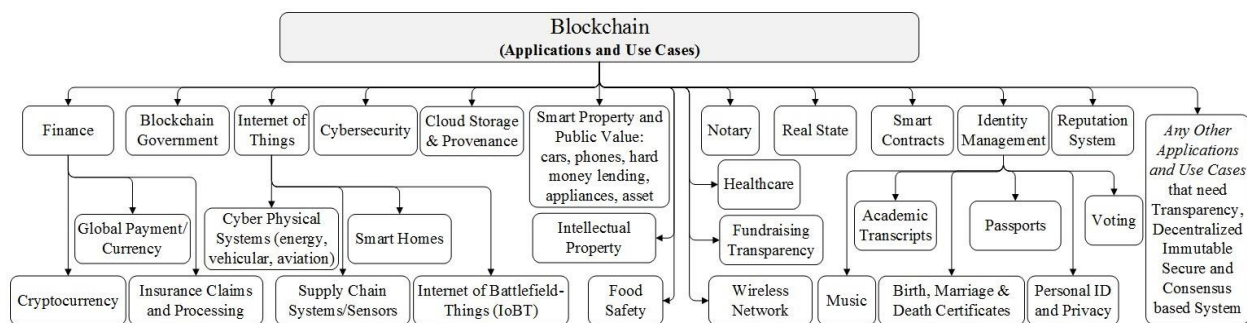 Blockchain
(Applications and Use Cases)
Finance
Blockchain
Government
Internet of
Things
Cybersecurity
Cloud Storage
& Provenance
Smart Property and
Public Value:
cars, phones, hard
money lending,
appliances, asset
Notary
Real State
Smart
Contracts
Identity
Management
Reputation
System
Any Other
Applications
and Use Cases
that need
Transparency,
Decentralized
Immutable
Secure and
Consensus
based System
Healthcare
Global Payment/
Currency
Cyber Physical
Systems (energy,
vehicular, aviation)
Smart Homes
Intellectual
Property
Fundraising
Transparency
Academic
Transcripts
Passports
Voting
Cryptocurrency
Insurance Claims
and Processing
Supply Chain
Systems/Sensors
Internet of Battlefield-
Things (IoBT)
Food
Safety
Wireless
Network
Music
Birth, Marriage &
Death Certificates
Personal ID
and Privacy